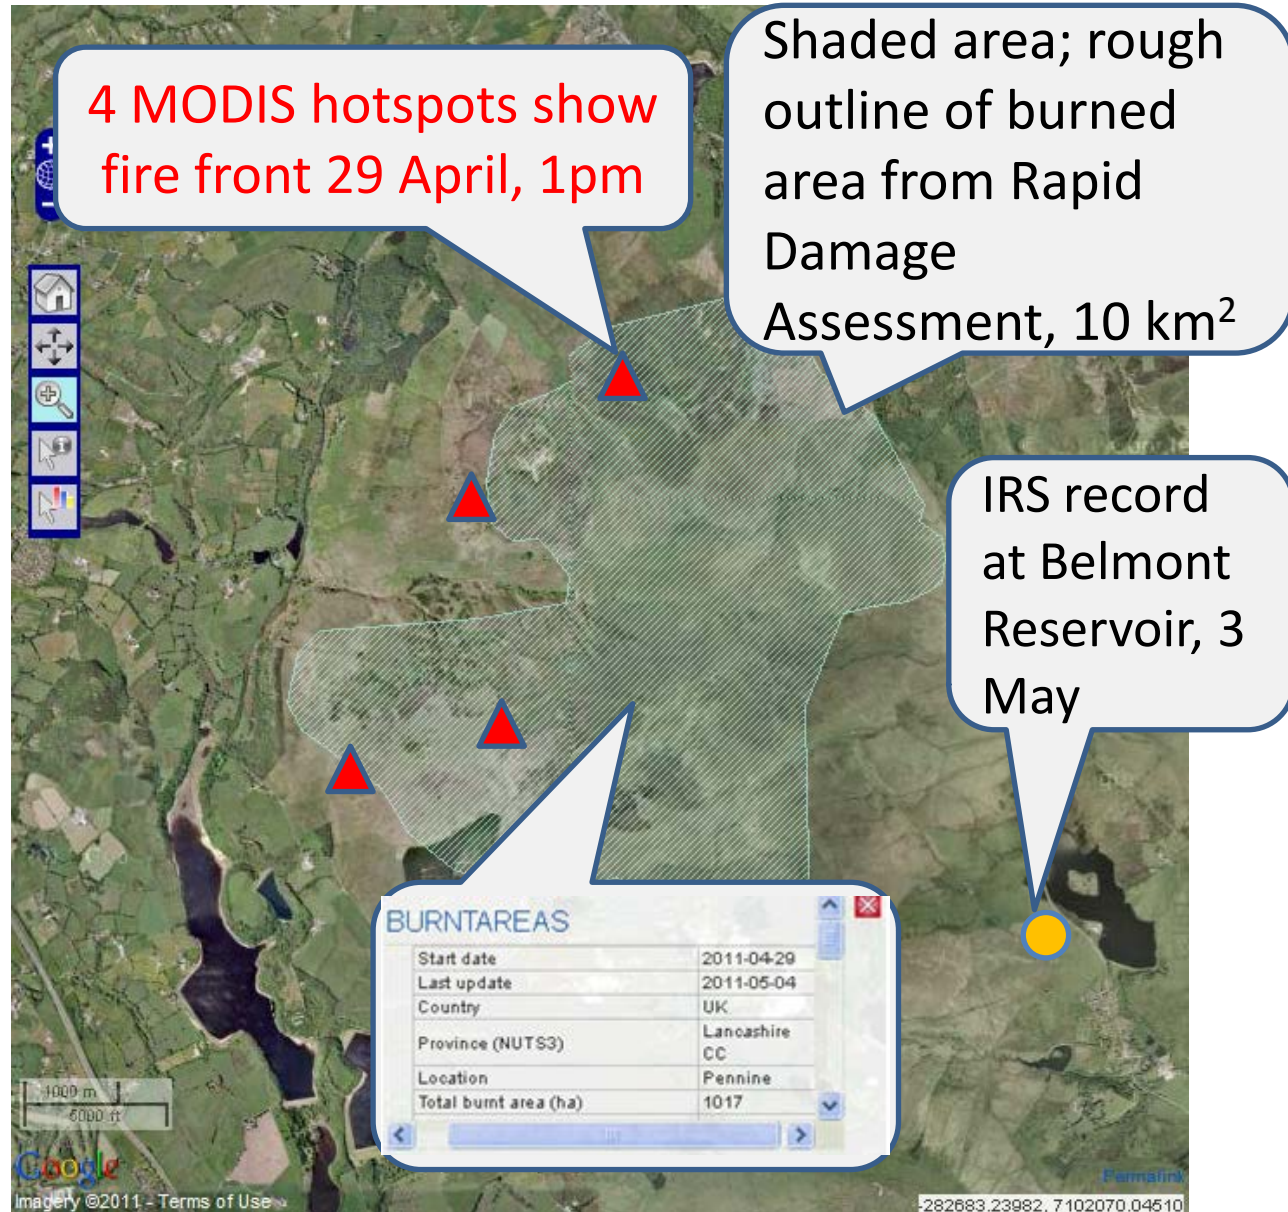 4 MODIS hotspots show
fire front 29 April, 1pm
Shaded area; rough
outline of burned
area from Rapid
Damage
Assessment, 10 km²
IRS record
at Belmont
Reservoir, 3
May
BURNTAREAS
Start date 2011-04-29
Last update 2011-05-04
Country UK
Province (NUTS3) Lancashire
CC
Location Pennine
Total burnt area (ha) 1017
1000 m
5000 ft
Google
Imagery ©2011 - Terms of Use
Permalink
-282683.23982, 7102070.04510